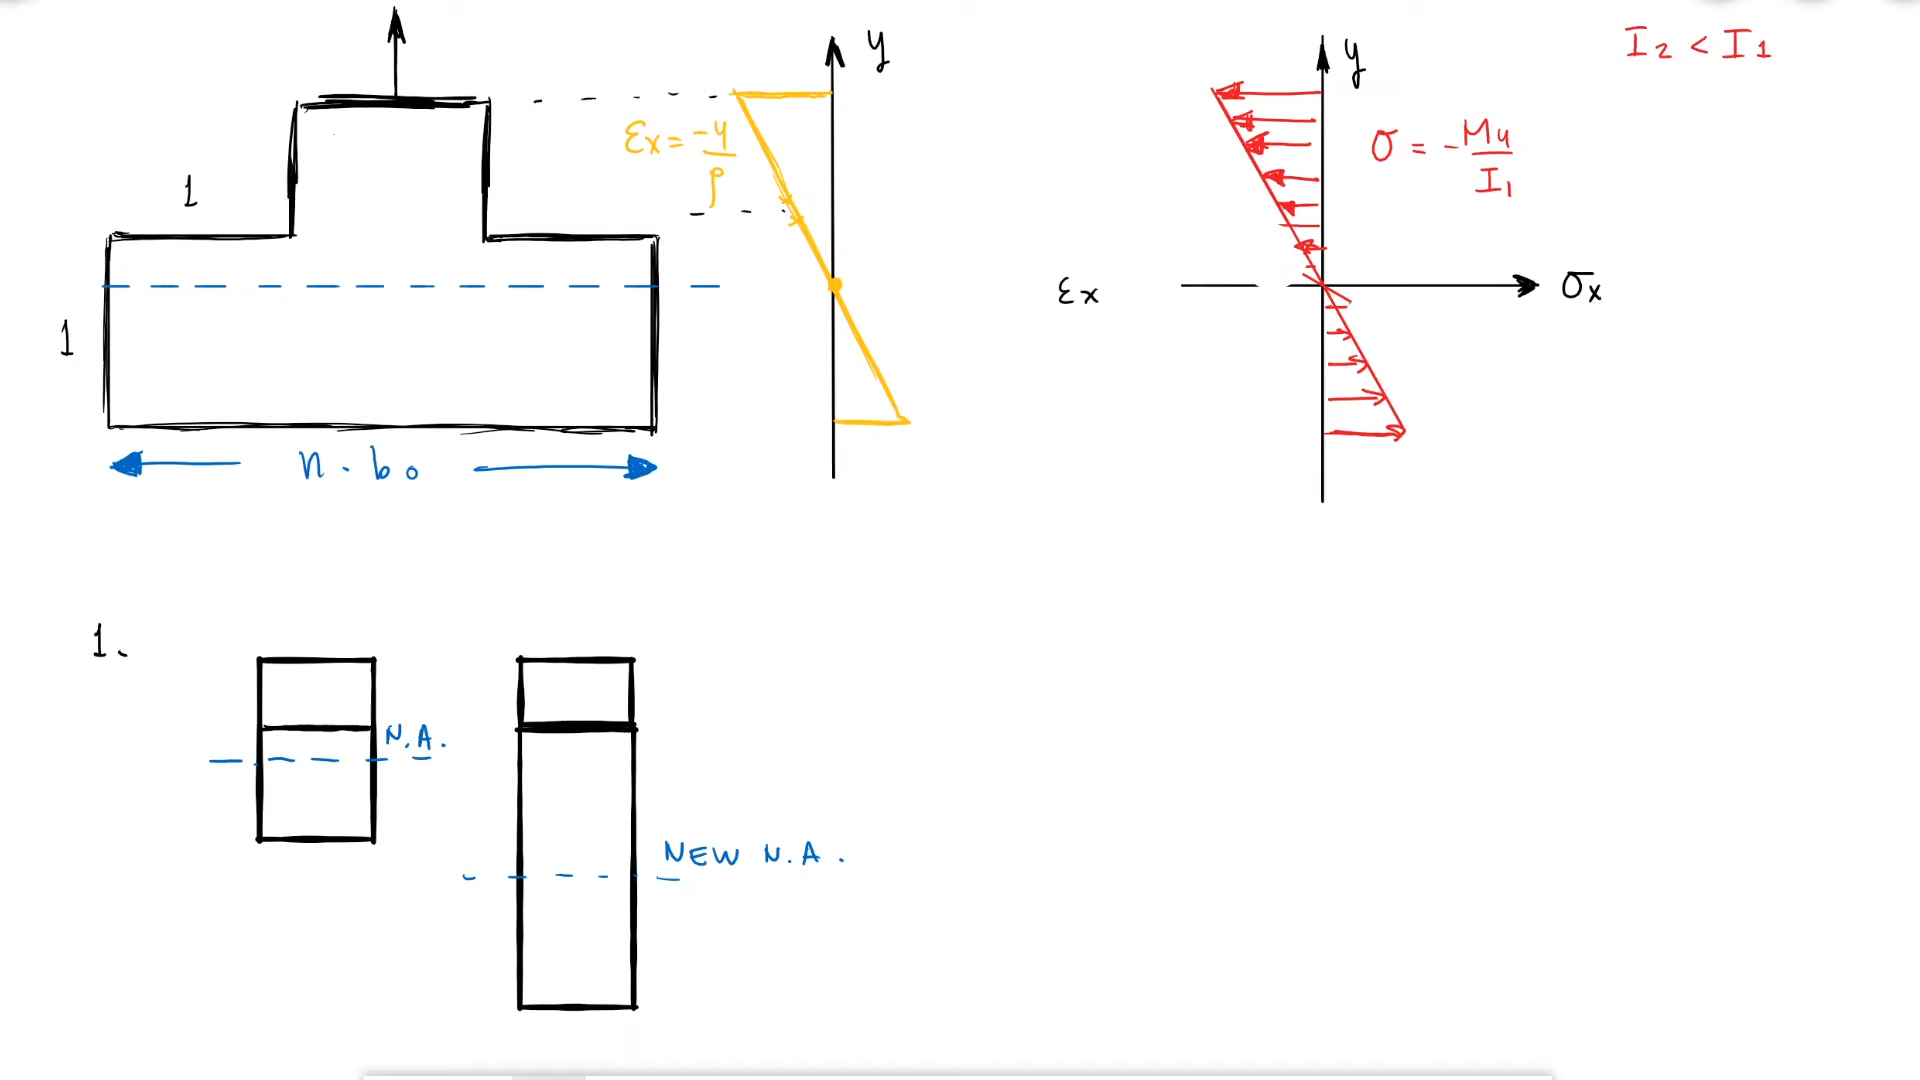 y
y
I₂ < I₁
εx = -y/ρ
σ = -My/I₁
1
1
εx
σx
n · b₀
1.
N.A.
NEW N.A.